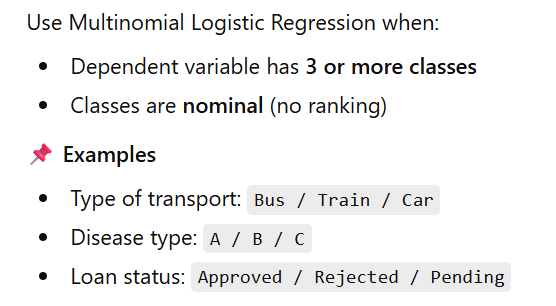 Use Multinomial Logistic Regression when:
• Dependent variable has 3 or more classes
• Classes are nominal (no ranking)
📌 Examples
• Type of transport: Bus / Train / Car
• Disease type: A / B / C
• Loan status: Approved / Rejected / Pending